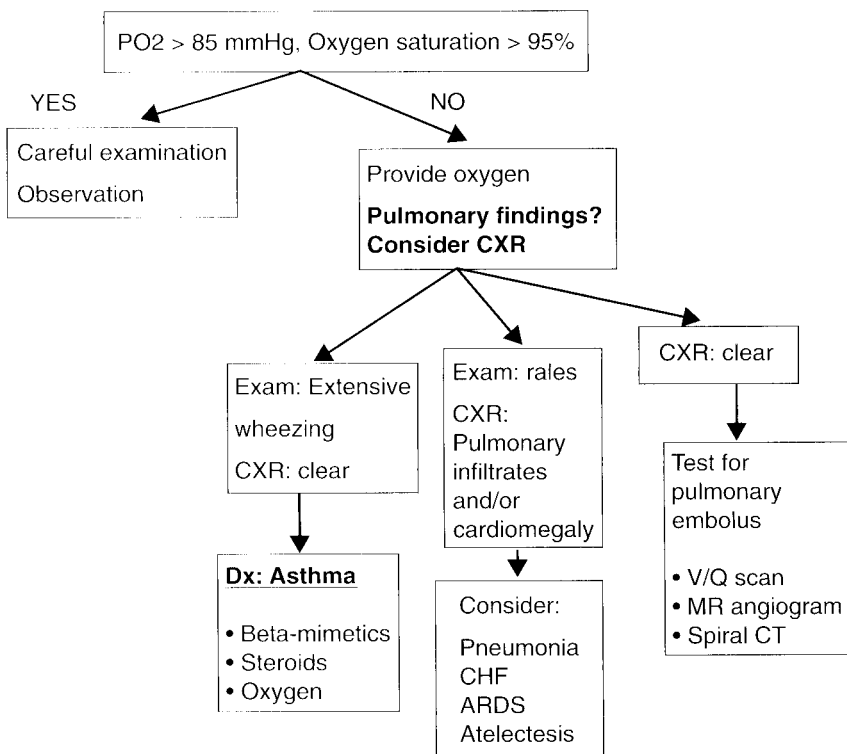 PO2 > 85 mmHg, Oxygen saturation > 95%
YES
NO
Careful examination
Observation
Provide oxygen
Pulmonary findings?
Consider CXR
Exam: Extensive
wheezing
CXR: clear
Exam: rales
CXR:
Pulmonary
infiltrates
and/or
cardiomegaly
CXR: clear
Dx: Asthma
• Beta-mimetics
• Steroids
• Oxygen
Consider:
Pneumonia
CHF
ARDS
Atelectesis
Test for
pulmonary
embolus
• V/Q scan
• MR angiogram
• Spiral CT